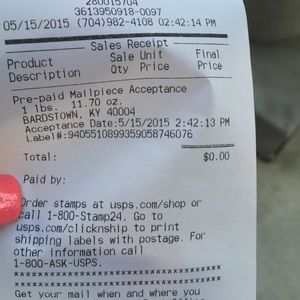 280015704
3613950918-0097
05/15/2015 (704)982-4108 02:42:14 PM
Sales Receipt
Product Sale Unit Final
Description Qty Price Price
Pre-paid Mailpiece Acceptance
1 lbs. 11.70 oz.
BARDSTOWN, KY 40004
Acceptance Date:5/15/2015 2:42:13 PM
Label#:9405510899359058746076
Total: $0.00
Paid by:
Order stamps at usps.com/shop or
call 1-800-Stamp24. Go to
usps.com/clicknship to print
shipping labels with postage. For
other information call
1-800-ASK-USPS.
Get your mail when and where you